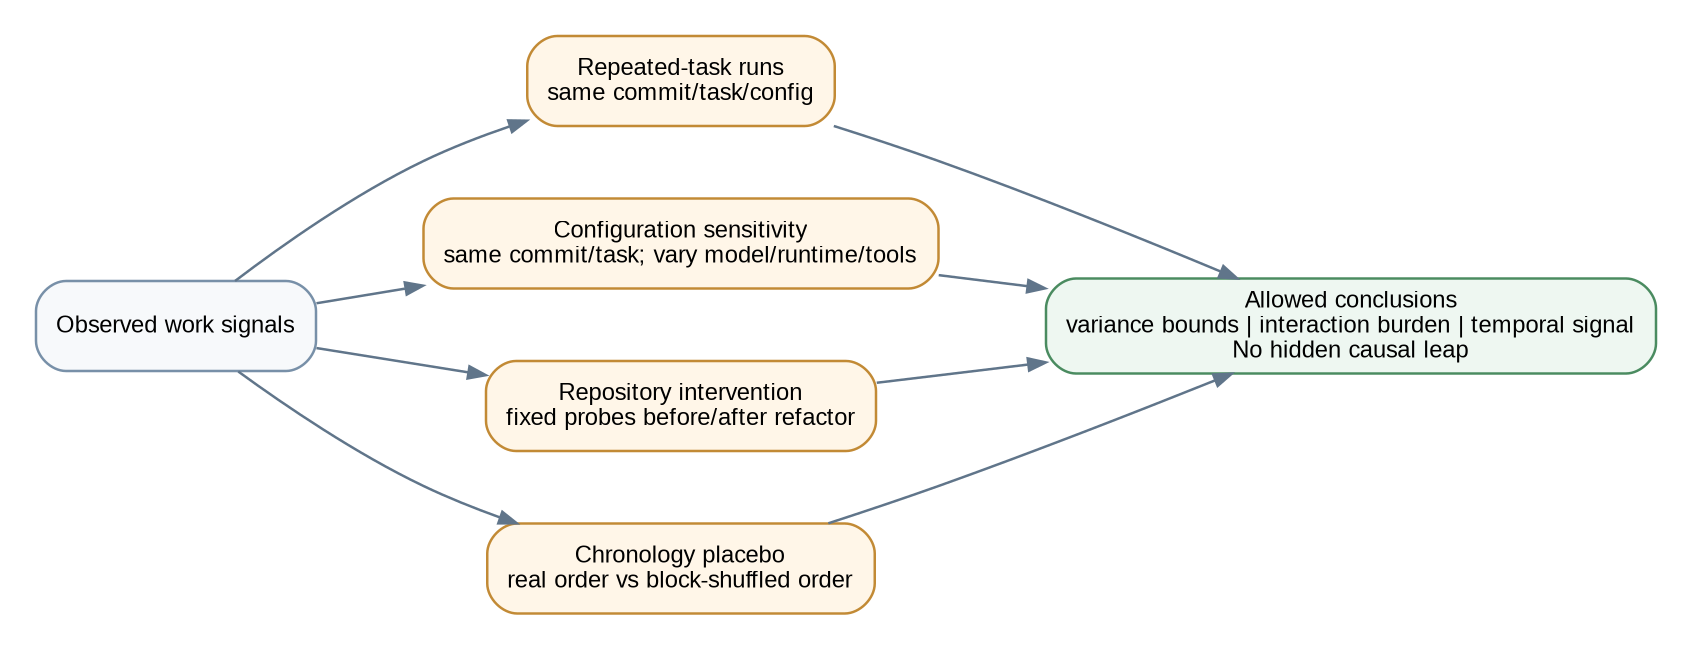 Repeated-task runs
same commit/task/config
Configuration sensitivity
same commit/task; vary model/runtime/tools
Observed work signals
Allowed conclusions
variance bounds | interaction burden | temporal signal
No hidden causal leap
Repository intervention
fixed probes before/after refactor
Chronology placebo
real order vs block-shuffled order